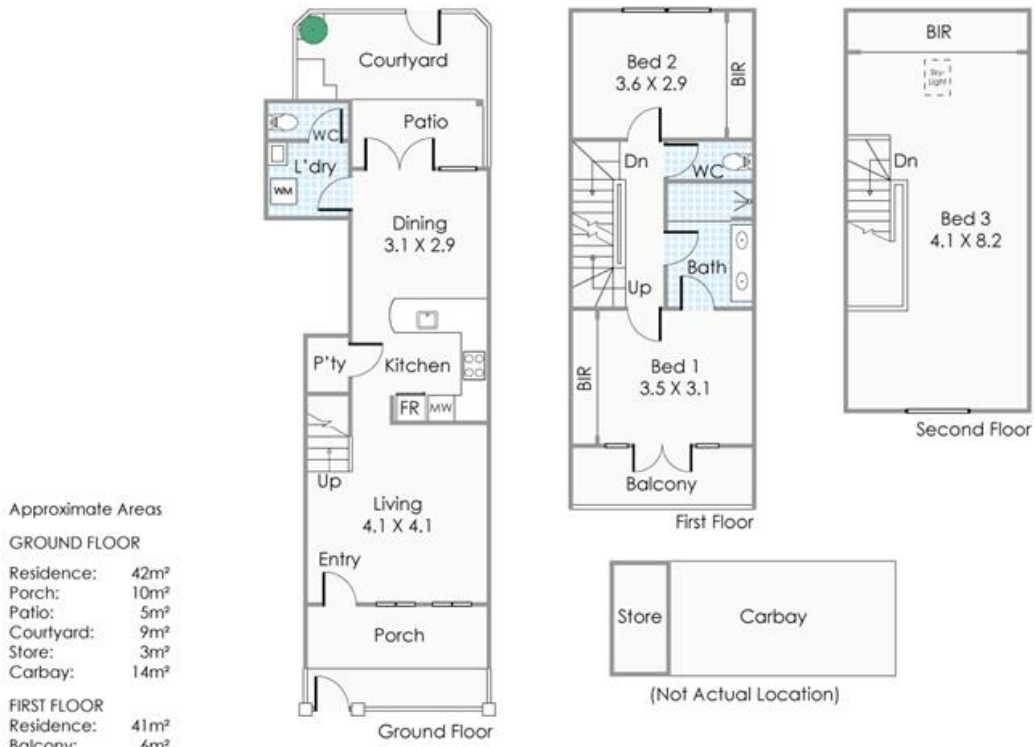 Courtyard
Patio
WC
L'dry
WM
Dining
3.1 X 2.9
P'ty
Kitchen
FR
MW
Up
Living
4.1 X 4.1
Entry
Porch
Ground Floor
Bed 2
3.6 X 2.9
BIR
Dn
WC
Bath
Up
Bed 1
3.5 X 3.1
BIR
Balcony
First Floor
BIR
Sky-
Light
Dn
Bed 3
4.1 X 8.2
Second Floor
Store
Carbay
(Not Actual Location)
Approximate Areas
GROUND FLOOR
Residence: 42m²
Porch: 10m²
Patio: 5m²
Courtyard: 9m²
Store: 3m²
Carbay: 14m²
FIRST FLOOR
Residence: 41m²
Balcony: 6m²